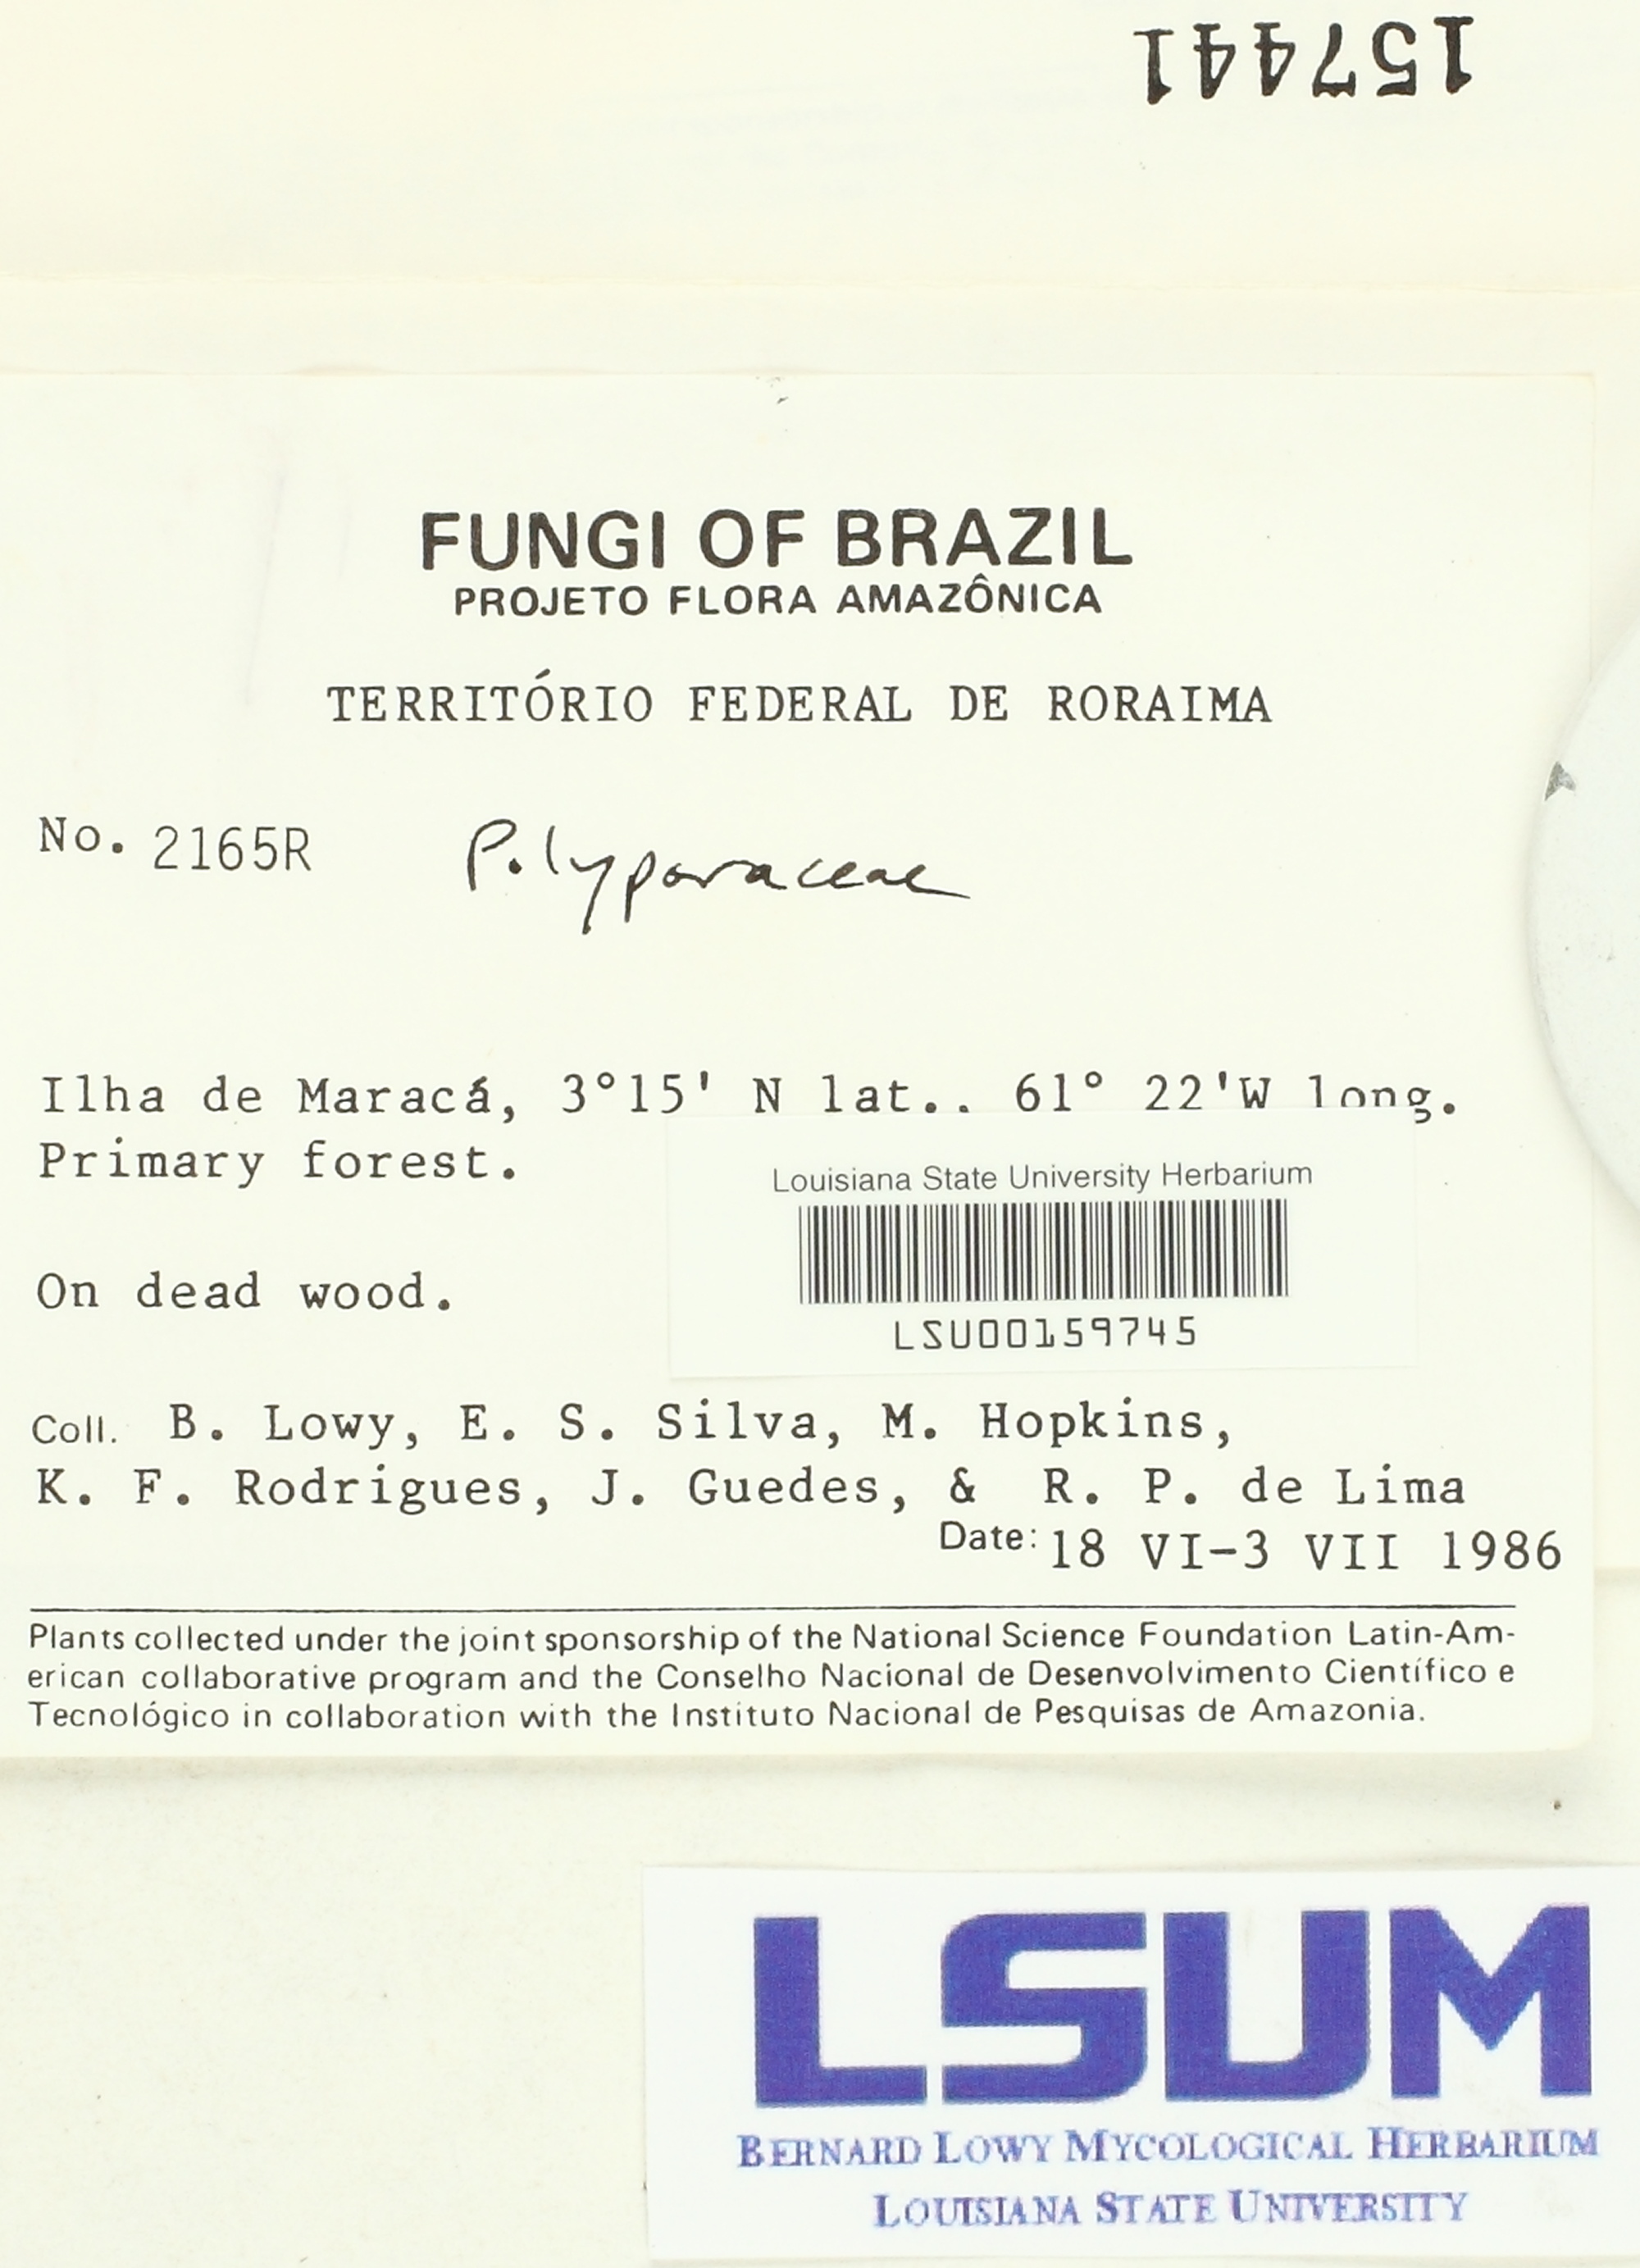 157441
FUNGI OF BRAZIL
PROJETO FLORA AMAZÔNICA
TERRITÓRIO FEDERAL DE RORAIMA
No. 2165R Polyporaceae
Ilha de Maracá, 3°15' N lat., 61° 22'W long.
Primary forest.
Louisiana State University Herbarium
LSU00159745
On dead wood.
Coll. B. Lowy, E. S. Silva, M. Hopkins,
K. F. Rodrigues, J. Guedes, & R. P. de Lima
Date: 18 VI-3 VII 1986
Plants collected under the joint sponsorship of the National Science Foundation Latin-Am-
erican collaborative program and the Conselho Nacional de Desenvolvimento Científico e
Tecnológico in collaboration with the Instituto Nacional de Pesquisas de Amazonia.
LSUM
BERNARD LOWY MYCOLOGICAL HERBARIUM
LOUISIANA STATE UNIVERSITY